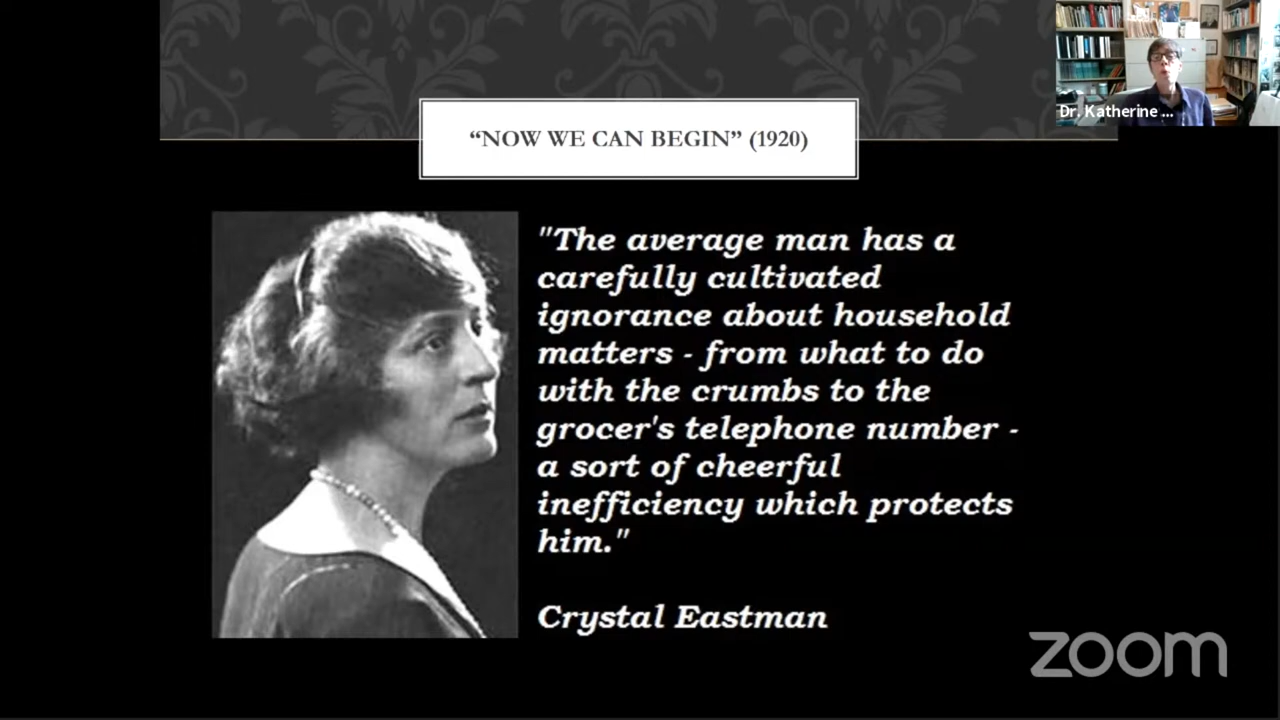 “NOW WE CAN BEGIN” (1920)
Dr. Katherine ...
"The average man has a
carefully cultivated
ignorance about household
matters - from what to do
with the crumbs to the
grocer's telephone number -
a sort of cheerful
inefficiency which protects
him."
Crystal Eastman
zoom